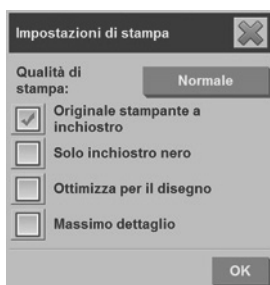 Impostazioni di stampa
Qualità di
stampa:
Normale
Originale stampante a
inchiostro
Solo inchiostro nero
Ottimizza per il disegno
Massimo dettaglio
OK